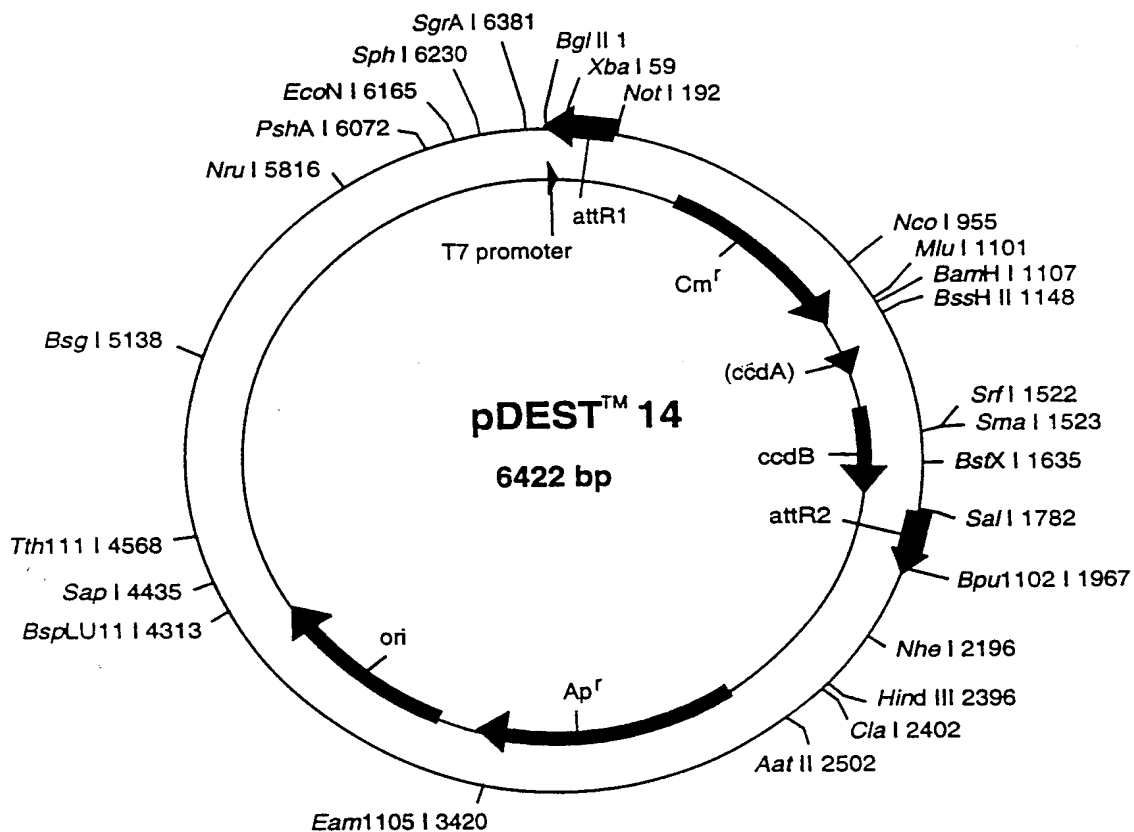 SgrA I 6381
Sph I 6230
EcoN I 6165
PshA I 6072
Nru I 5816
Bgl II 1
Xba I 59
Not I 192
attR1
T7 promoter
Cmʳ
Nco I 955
Mlu I 1101
BamH I 1107
BssH II 1148
Bsg I 5138
(ccdA)
pDEST™ 14
6422 bp
Srf I 1522
Sma I 1523
ccdB
BstX I 1635
attR2
Sal I 1782
Tth111 I 4568
Bpu1102 I 1967
Sap I 4435
BspLU11 I 4313
ori
Nhe I 2196
Apʳ
Hind III 2396
Cla I 2402
Aat II 2502
Eam1105 I 3420